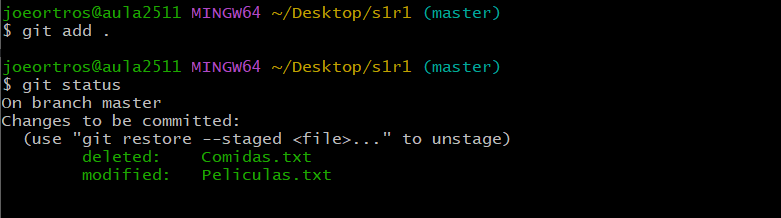 joeortros@aula2511 MINGW64 ~/Desktop/s1r1 (master)
$ git add .
joeortros@aula2511 MINGW64 ~/Desktop/s1r1 (master)
$ git status
On branch master
Changes to be committed:
  (use "git restore --staged <file>..." to unstage)
        deleted:    Comidas.txt
        modified:   Peliculas.txt